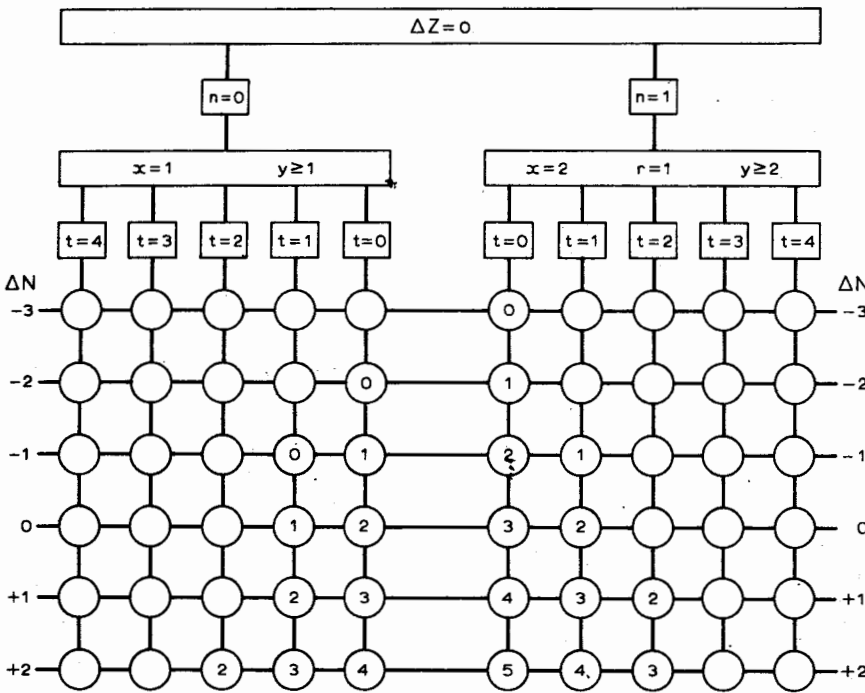 ΔZ=0
n=0 n=1
x=1 y≥1 x=2 r=1 y≥2
t=4 t=3 t=2 t=1 t=0 t=0 t=1 t=2 t=3 t=4
ΔN ΔN
-3 0 -3
-2 0 1 -2
-1 0 1 2 1 -1
0 1 2 3 2 0
+1 2 3 4 3 2 +1
+2 2 3 4 5 4 3 +2